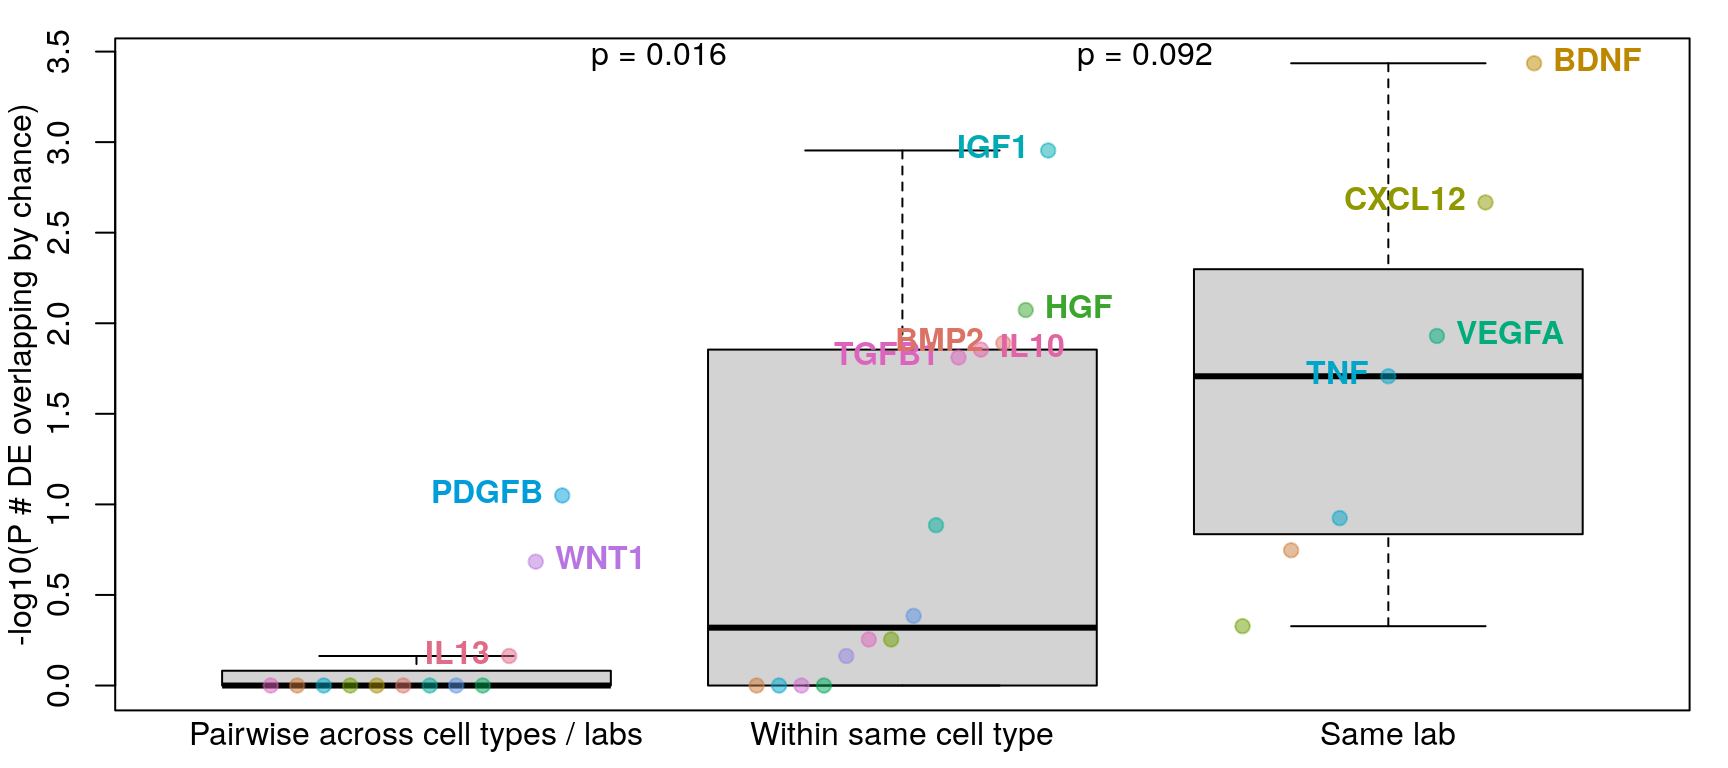 p = 0.016
p = 0.092
BDNF
IGF1
CXCL12
HGF
BMP2
IL10
TGFB1
VEGFA
TNF
PDGFB
WNT1
IL13
-log10(P # DE overlapping by chance)
3.5
3.0
2.5
2.0
1.5
1.0
0.5
0.0
Pairwise across cell types / labs
Within same cell type
Same lab